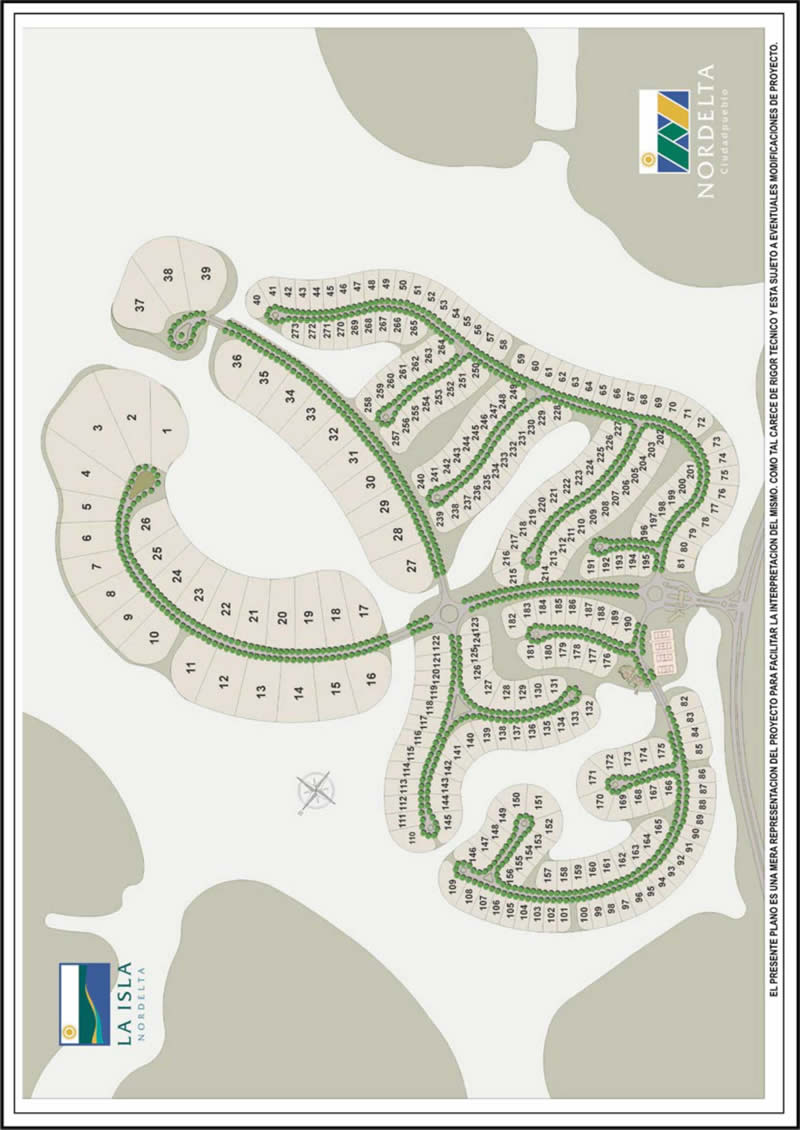 LA ISLA
NORDELTA
NORDELTA
Ciudadpueblo
1 2 3 4 5 6 7 8 9 10
11 12 13 14 15 16
17 18 19 20 21 22 23 24 25 26
27 28 29 30 31 32 33 34 35 36
37 38 39
40 41 42 43 44 45 46 47 48 49 50 51 52 53 54 55 56 57 58
59 60 61 62 63 64 65 66 67 68 69 70 71 72
73 74 75 76 77 78 79 80 81
82 83 84 85
86 87 88 89 90 91 92 93 94 95 96 97 98 99 100
101 102 103 104 105 106 107 108 109
110 111 112 113 114 115 116 117 118 119 120 121 122
123 124 125 126 127 128 129 130 131
132 133 134 135 136 137 138 139 140
141 142 143 144 145
146 147 148 149 150 151 152 153 154 155 156
157 158 159 160 161 162 163 164 165
166 167 168 169 170 171 172 173 174 175
176 177 178 179 180 181
182 183 184 185 186 187 188 189 190
191 192 193 194 195
196 197 198 199 200 201
202 203 204 205 206 207 208 209 210 211 212 213 214
215 216 217 218 219 220 221 222 223 224 225 226 227
228 229 230 231 232 233 234 235 236 237 238 239
240 241 242 243 244 245 246 247 248 249
250 251 252 253 254 255 256 257
258 259 260 261 262 263 264
265 266 267 268 269 270 271 272 273
EL PRESENTE PLANO ES UNA MERA REPRESENTACION DEL PROYECTO PARA FACILITAR LA INTERPRETACION DEL MISMO. COMO TAL CARECE DE RIGOR TECNICO Y ESTA SUJETO A EVENTUALES MODIFICACIONES DE PROYECTO.